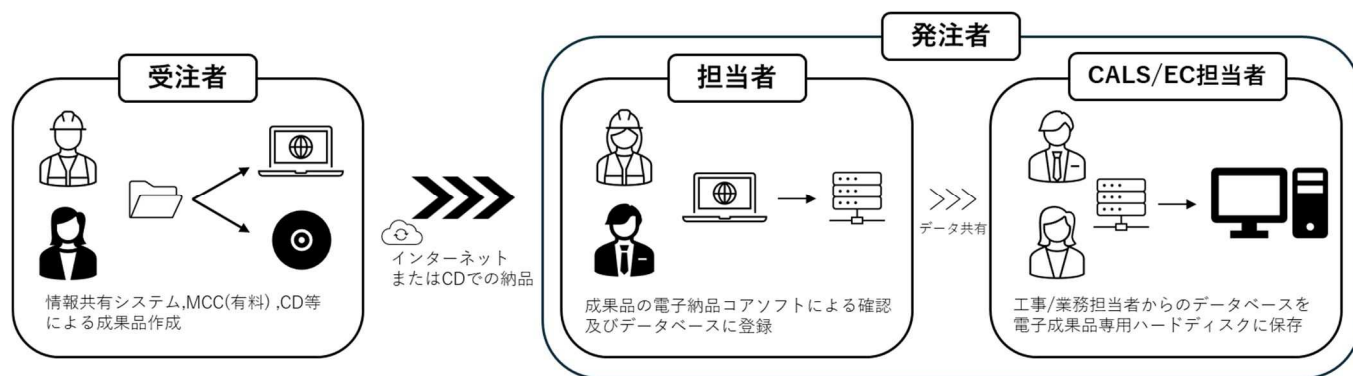 受注者
情報共有システム,MCC(有料) ,CD等
による成果品作成
インターネット
またはCDでの納品
発注者
担当者
成果品の電子納品コアソフトによる確認
及びデータベースに登録
データ共有
CALS/EC担当者
工事/業務担当者からのデータベースを
電子成果品専用ハードディスクに保存